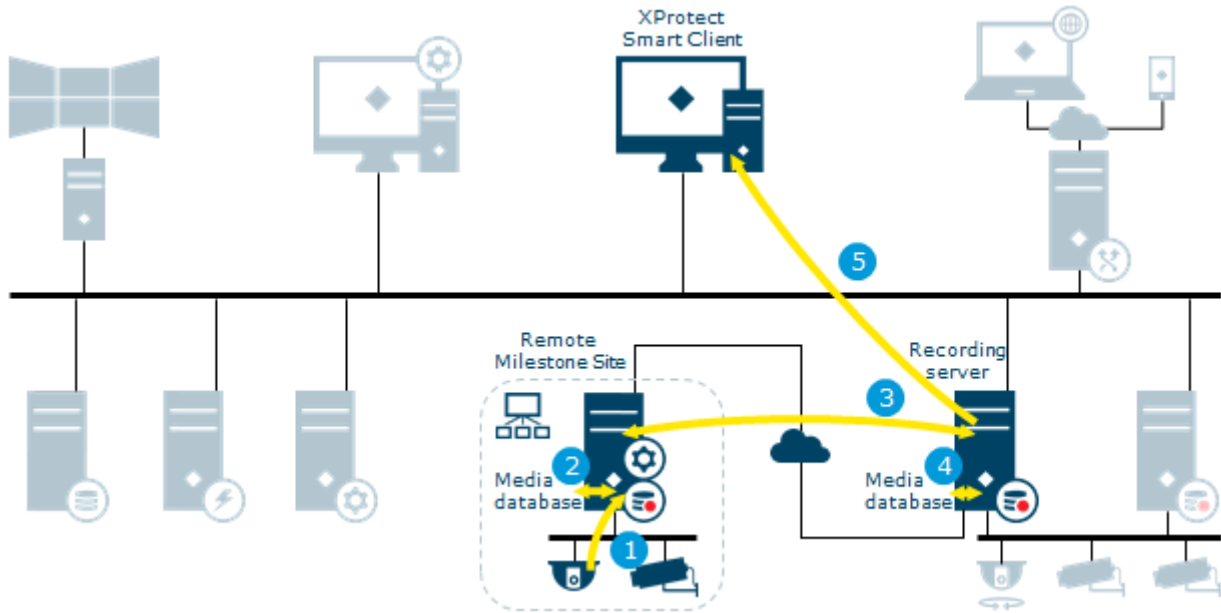 XProtect
Smart Client
5
Remote
Milestone Site
Recording
server
3
2
Media
database
4
Media
database
1